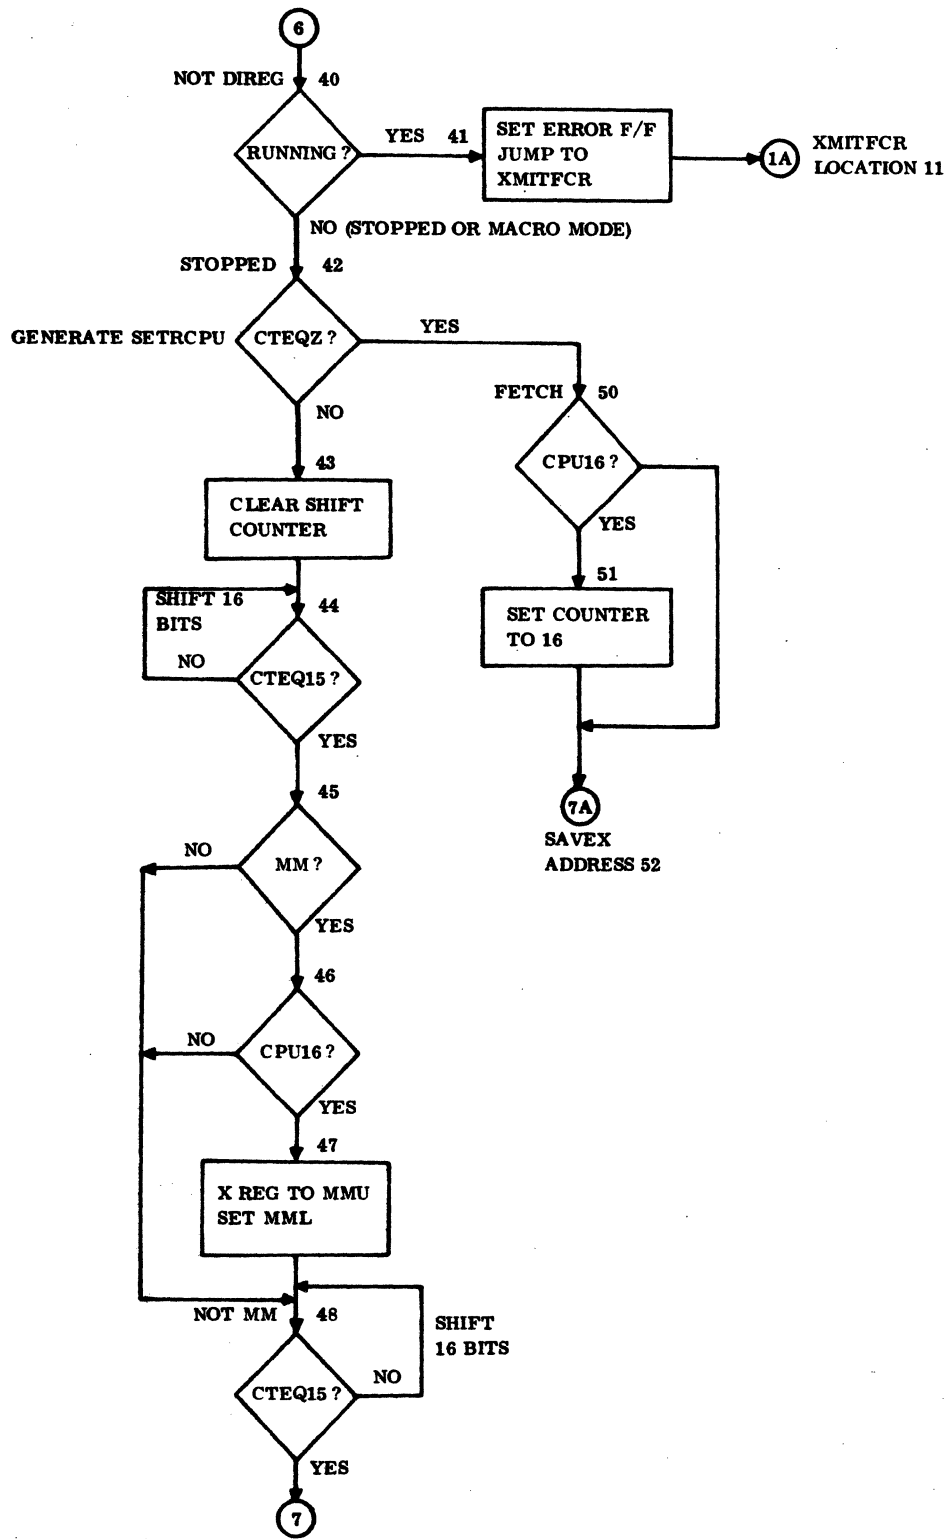 6
NOT DIREG
40
RUNNING?
YES
41
SET ERROR F/F
JUMP TO
XMITFCR
1A
XMITFCR
LOCATION 11
NO (STOPPED OR MACRO MODE)
STOPPED
42
GENERATE SETRCPU
CTEQZ?
YES
NO
FETCH
50
CPU16?
YES
43
CLEAR SHIFT
COUNTER
51
SET COUNTER
TO 16
SHIFT 16
BITS
44
NO
CTEQ15?
YES
7A
SAVEX
ADDRESS 52
45
NO
MM?
YES
46
NO
CPU16?
YES
47
X REG TO MMU
SET MML
NOT MM
48
SHIFT
16 BITS
CTEQ15?
NO
YES
7